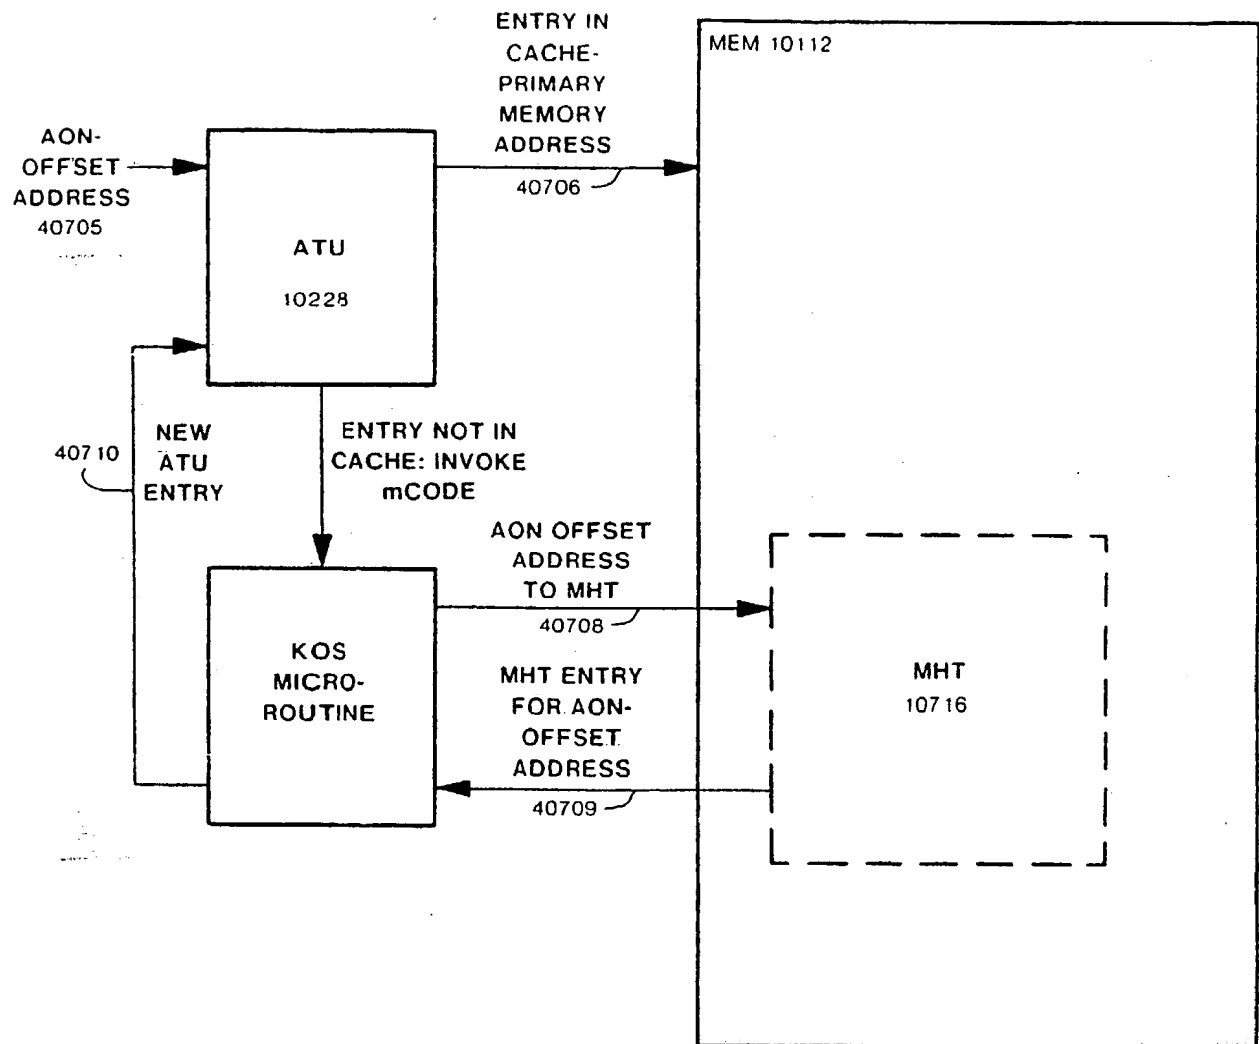 ENTRY IN
CACHE-
PRIMARY
MEMORY
ADDRESS
40706
MEM 10112
AON-
OFFSET
ADDRESS
40705
ATU
10228
40710
NEW
ATU
ENTRY
ENTRY NOT IN
CACHE: INVOKE
mCODE
AON OFFSET
ADDRESS
TO MHT
40708
KOS
MICRO-
ROUTINE
MHT ENTRY
FOR AON-
OFFSET
ADDRESS
40709
MHT
10716